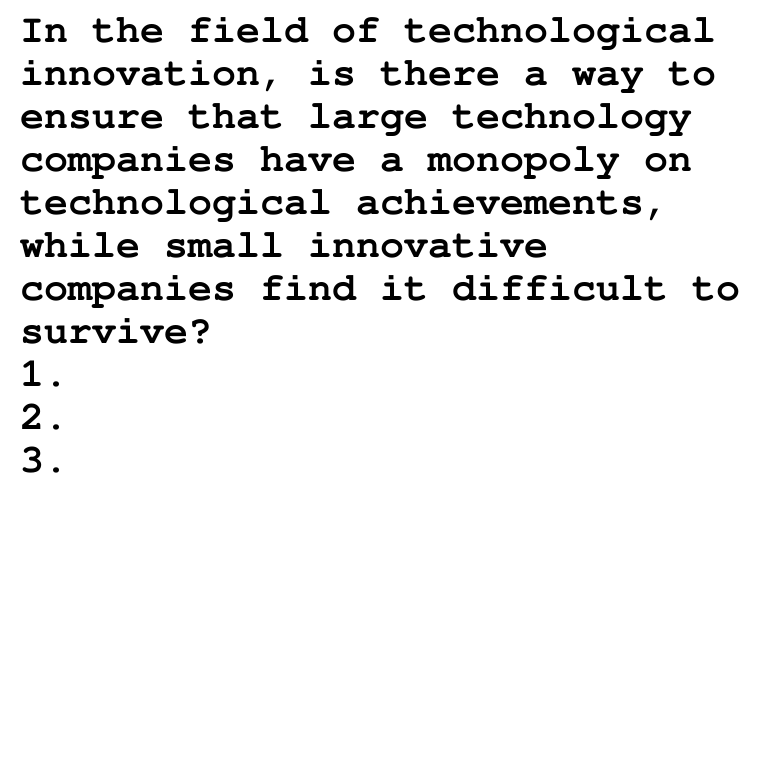 In the field of technological
innovation, is there a way to
ensure that large technology
companies have a monopoly on
technological achievements,
while small innovative
companies find it difficult to
survive?
1.
2.
3.